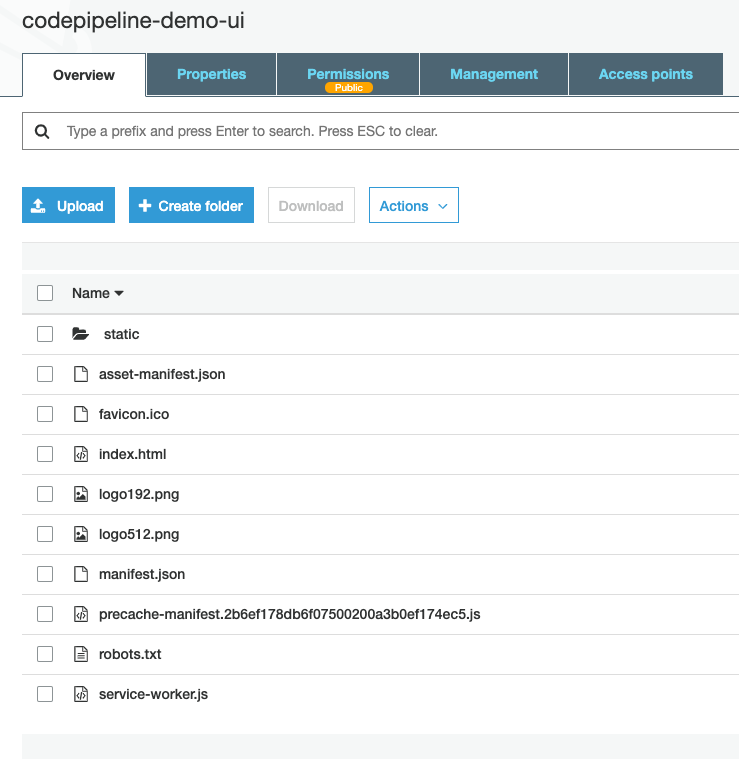 codepipeline-demo-ui
Overview Properties Permissions Management Access points
Public
Type a prefix and press Enter to search. Press ESC to clear.
Upload Create folder Download Actions
Name
static
asset-manifest.json
favicon.ico
index.html
logo192.png
logo512.png
manifest.json
precache-manifest.2b6ef178db6f07500200a3b0ef174ec5.js
robots.txt
service-worker.js